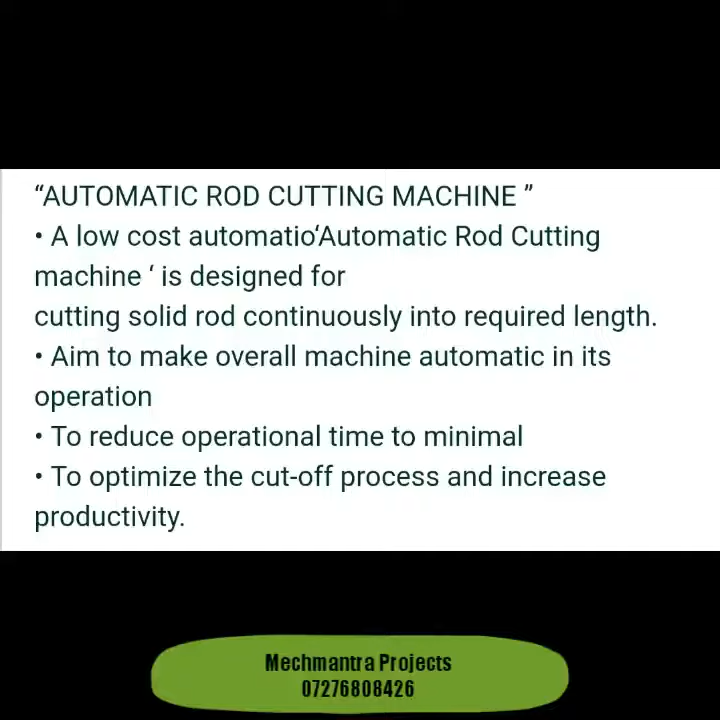 “AUTOMATIC ROD CUTTING MACHINE ”
• A low cost automatio‘Automatic Rod Cutting
machine ‘ is designed for
cutting solid rod continuously into required length.
• Aim to make overall machine automatic in its
operation
• To reduce operational time to minimal
• To optimize the cut-off process and increase
productivity.
Mechmantra Projects
07276808426